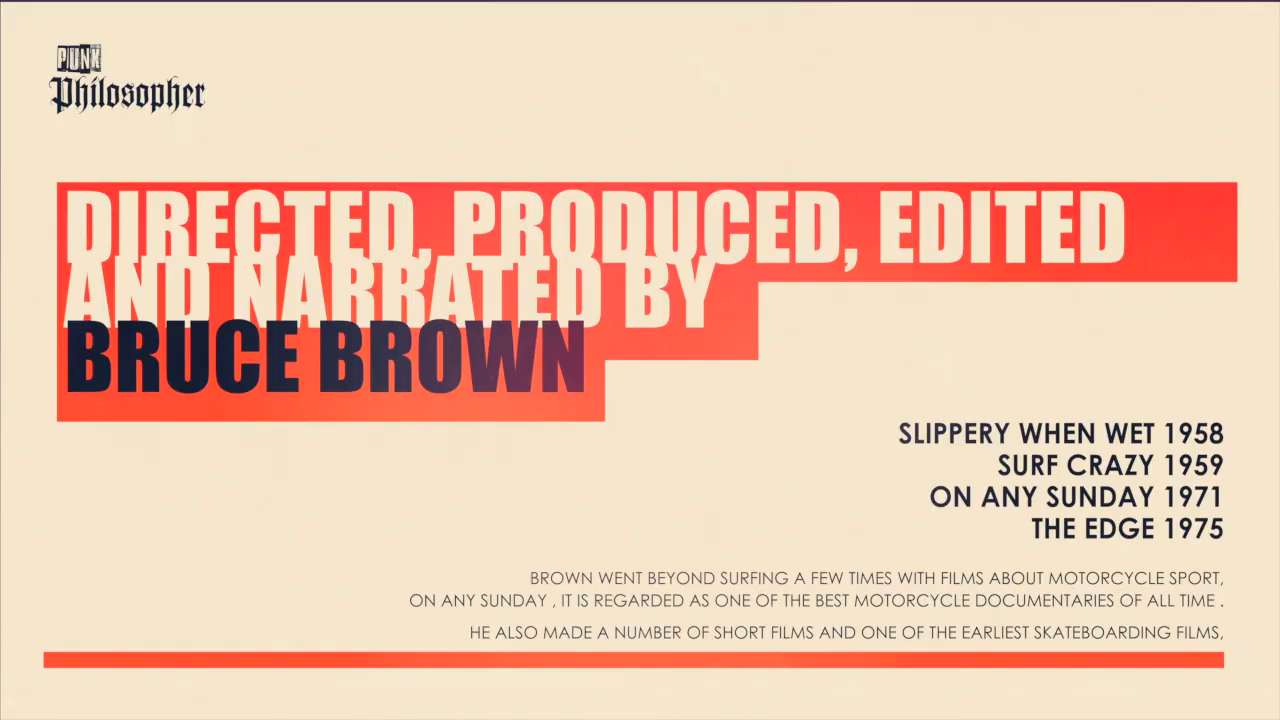 PUNK
Philosopher
DIRECTED, PRODUCED, EDITED
AND NARRATED BY
BRUCE BROWN
SLIPPERY WHEN WET 1958
SURF CRAZY 1959
ON ANY SUNDAY 1971
THE EDGE 1975
BROWN WENT BEYOND SURFING A FEW TIMES WITH FILMS ABOUT MOTORCYCLE SPORT,
ON ANY SUNDAY , IT IS REGARDED AS ONE OF THE BEST MOTORCYCLE DOCUMENTARIES OF ALL TIME .
HE ALSO MADE A NUMBER OF SHORT FILMS AND ONE OF THE EARLIEST SKATEBOARDING FILMS,